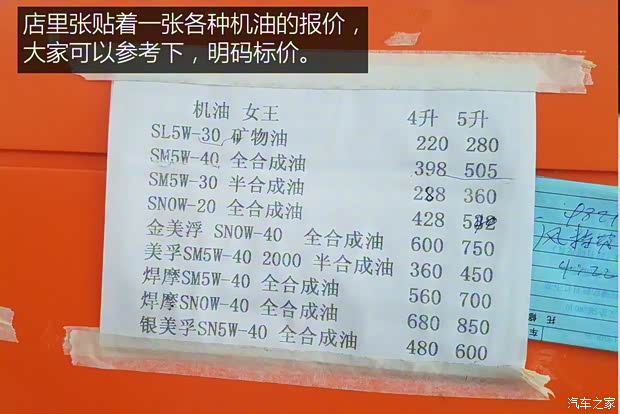 店里张贴着一张各种机油的报价，
大家可以参考下，明码标价。
机油 女王 4升 5升
SL5W-30 矿物油 220 280
SM5W-40 全合成油 398 505
SM5W-30 半合成油 288 360
SN0W-20 全合成油 428
金美浮 SN0W-40 全合成油 600 750
美孚SM5W-40 2000 半合成油 360 450
焊摩SM5W-40 全合成油 560 700
焊摩SN0W-40 全合成油 680 850
银美孚SN5W-40 全合成油 480 600
汽车之家